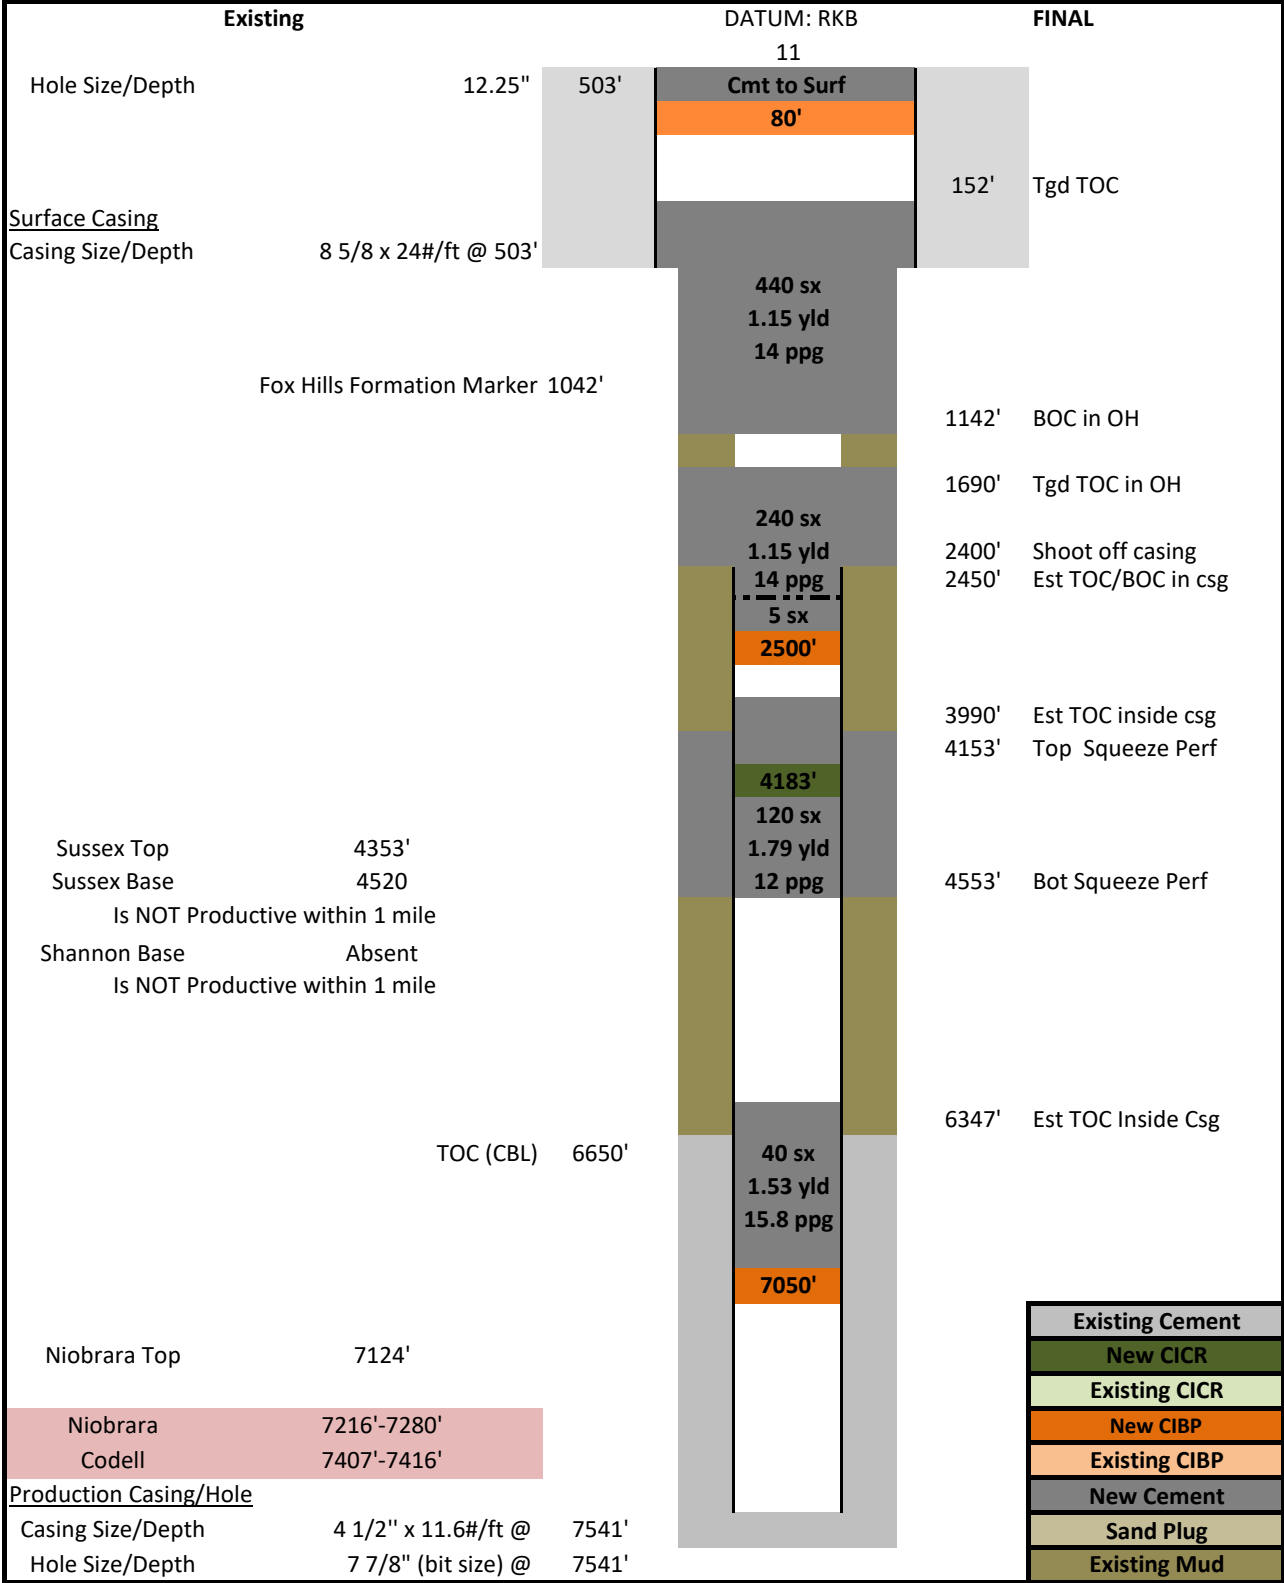 Existing DATUM: RKB FINAL
11
Hole Size/Depth 12.25" 503' Cmt to Surf
80'
152' Tgd TOC
Surface Casing
Casing Size/Depth 8 5/8 x 24#/ft @ 503'
440 sx
1.15 yld
14 ppg
Fox Hills Formation Marker 1042'
1142' BOC in OH
1690' Tgd TOC in OH
240 sx
1.15 yld 2400' Shoot off casing
14 ppg 2450' Est TOC/BOC in csg
5 sx
2500'
3990' Est TOC inside csg
4153' Top Squeeze Perf
4183'
120 sx
Sussex Top 4353' 1.79 yld
Sussex Base 4520 12 ppg 4553' Bot Squeeze Perf
Is NOT Productive within 1 mile
Shannon Base Absent
Is NOT Productive within 1 mile
6347' Est TOC Inside Csg
TOC (CBL) 6650' 40 sx
1.53 yld
15.8 ppg
7050'
Existing Cement
Niobrara Top 7124' New CICR
Existing CICR
Niobrara 7216'-7280' New CIBP
Codell 7407'-7416' Existing CIBP
Production Casing/Hole New Cement
Casing Size/Depth 4 1/2'' x 11.6#/ft @ 7541' Sand Plug
Hole Size/Depth 7 7/8" (bit size) @ 7541' Existing Mud